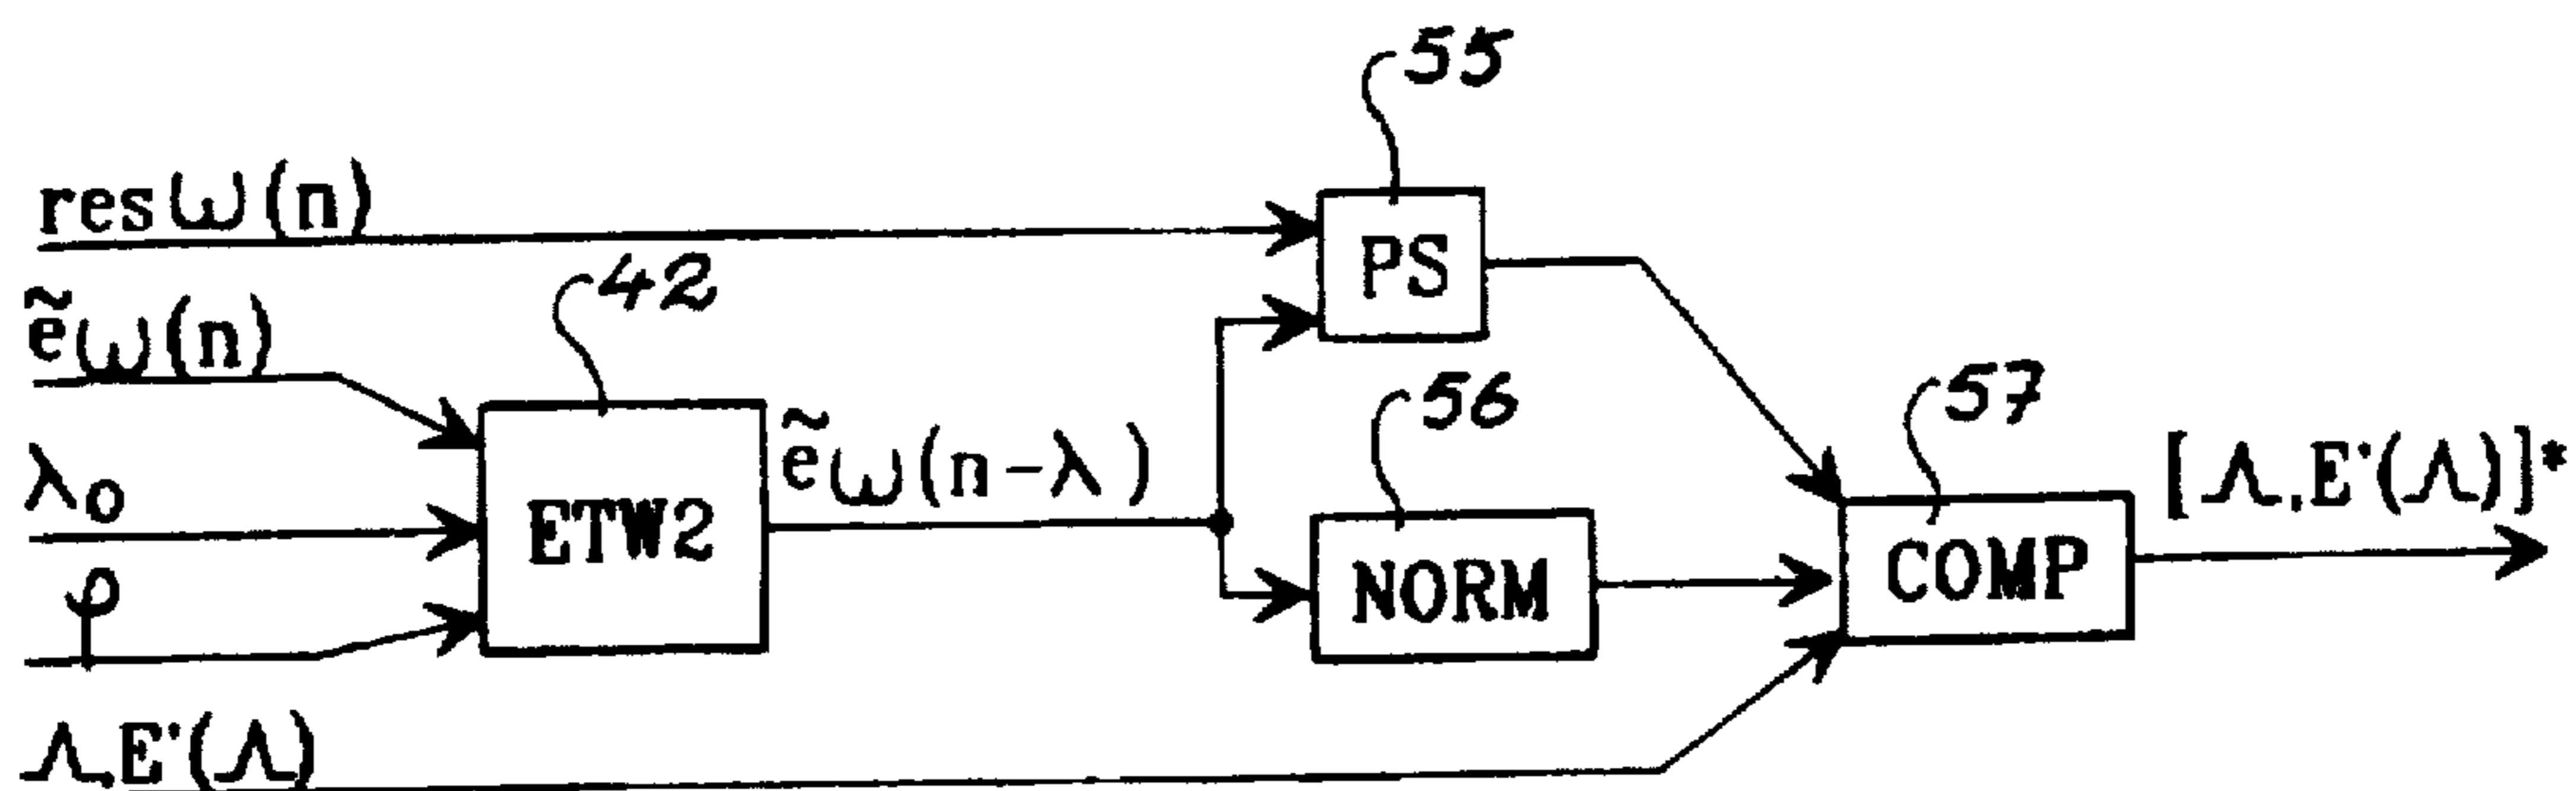 55
res ω(n)
PS
42
ẽω(n)
56
57
λ0
ẽω(n-λ)
[Λ,E'(Λ)]*
ETW2
COMP
NORM
φ
Λ,E'(Λ)